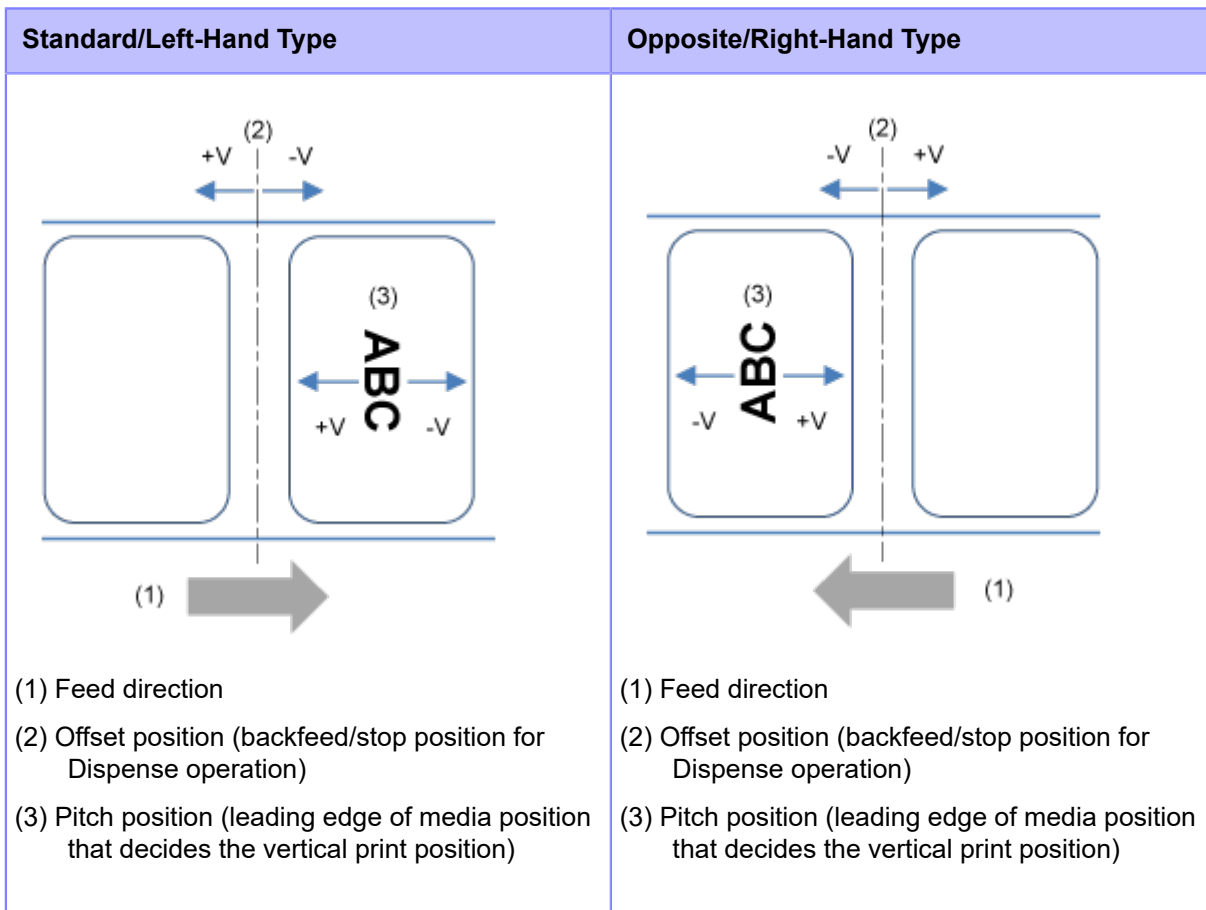 Standard/Left-Hand Type
Opposite/Right-Hand Type
(2)
+V -V
(3)
ABC
+V -V
(1)
(1) Feed direction
(2) Offset position (backfeed/stop position for
Dispense operation)
(3) Pitch position (leading edge of media position
that decides the vertical print position)
(2)
-V +V
(3)
ABC
-V +V
(1)
(1) Feed direction
(2) Offset position (backfeed/stop position for
Dispense operation)
(3) Pitch position (leading edge of media position
that decides the vertical print position)